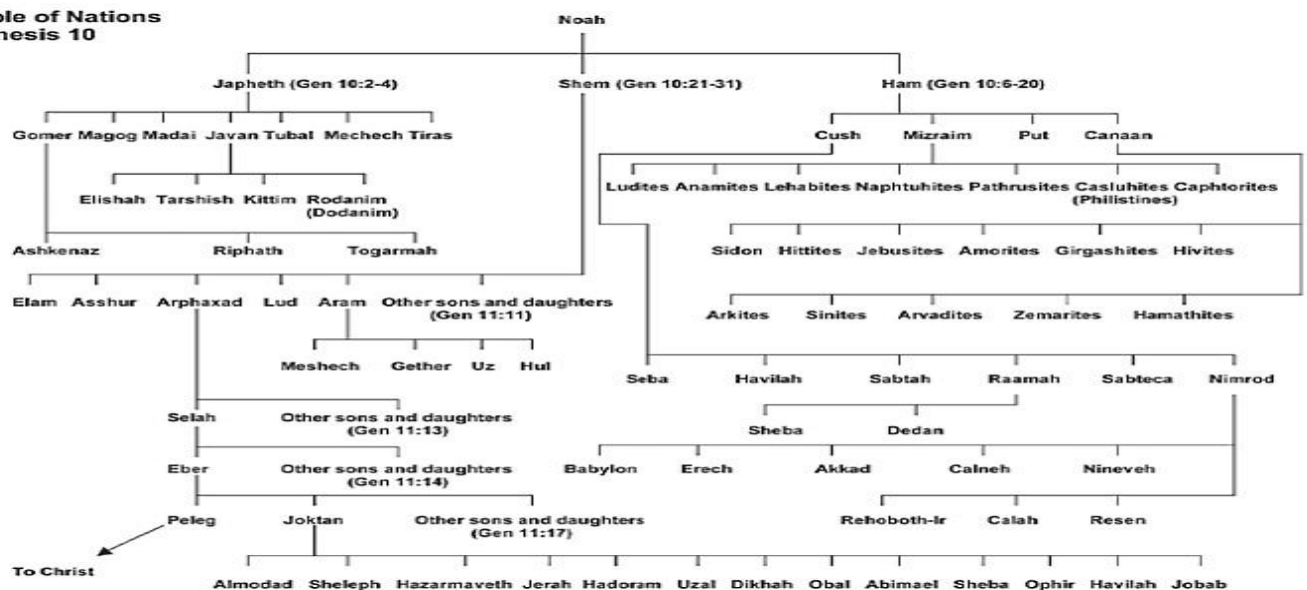 ble of Nations
nesis 10
Noah
Japheth (Gen 10:2-4) Shem (Gen 10:21-31) Ham (Gen 10:6-20)
Gomer Magog Madai Javan Tubal Mechech Tiras Cush Mizraim Put Canaan
Ludites Anamites Lehabites Naphtuhites Pathrusites Casluhites Caphtorites
(Philistines)
Elishah Tarshish Kittim Rodanim
(Dodanim)
Ashkenaz Riphath Togarmah Sidon Hittites Jebusites Amorites Girgashites Hivites
Elam Asshur Arphaxad Lud Aram Other sons and daughters
(Gen 11:11)
Arkites Sinites Arvadites Zemarites Hamathites
Meshech Gether Uz Hul Seba Havilah Sabtah Raamah Sabteca Nimrod
Selah Other sons and daughters
(Gen 11:13)
Sheba Dedan
Eber Other sons and daughters
(Gen 11:14)
Babylon Erech Akkad Calneh Nineveh
Peleg Joktan Other sons and daughters
(Gen 11:17)
Rehoboth-Ir Calah Resen
To Christ
Almodad Sheleph Hazarmaveth Jerah Hadoram Uzal Dikhah Obal Abimael Sheba Ophir Havilah Jobab